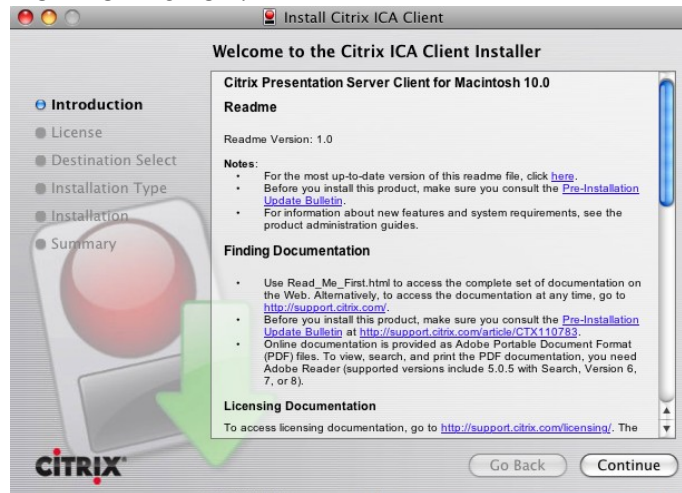 Install Citrix ICA Client
Welcome to the Citrix ICA Client Installer
Introduction
License
Destination Select
Installation Type
Installation
Summary
Citrix Presentation Server Client for Macintosh 10.0
Readme
Readme Version: 1.0
Notes:
• For the most up-to-date version of this readme file, click here.
• Before you install this product, make sure you consult the Pre-Installation
Update Bulletin.
• For information about new features and system requirements, see the
product administration guides.
Finding Documentation
• Use Read_Me_First.html to access the complete set of documentation on
the Web. Alternatively, to access the documentation at any time, go to
http://support.citrix.com/.
• Before you install this product, make sure you consult the Pre-Installation
Update Bulletin at http://support.citrix.com/article/CTX110783.
• Online documentation is provided as Adobe Portable Document Format
(PDF) files. To view, search, and print the PDF documentation, you need
Adobe Reader (supported versions include 5.0.5 with Search, Version 6,
7, or 8).
Licensing Documentation
To access licensing documentation, go to http://support.citrix.com/licensing/. The
CITRIX
Go Back
Continue